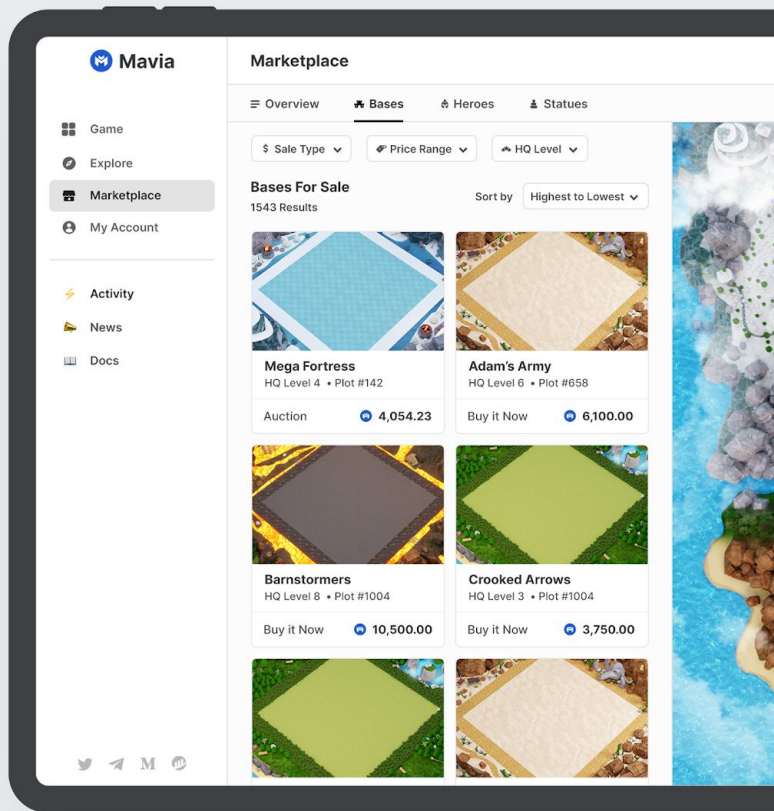 Mavia
Game
Explore
Marketplace
My Account
Activity
News
Docs
Marketplace
Overview
Bases
Heroes
Statues
$ Sale Type
Price Range
HQ Level
Bases For Sale
1543 Results
Sort by
Highest to Lowest
Mega Fortress
HQ Level 4 • Plot #142
Auction
4,054.23
Adam's Army
HQ Level 6 • Plot #658
Buy it Now
6,100.00
Barnstormers
HQ Level 8 • Plot #1004
Buy it Now
10,500.00
Crooked Arrows
HQ Level 3 • Plot #1004
Buy it Now
3,750.00